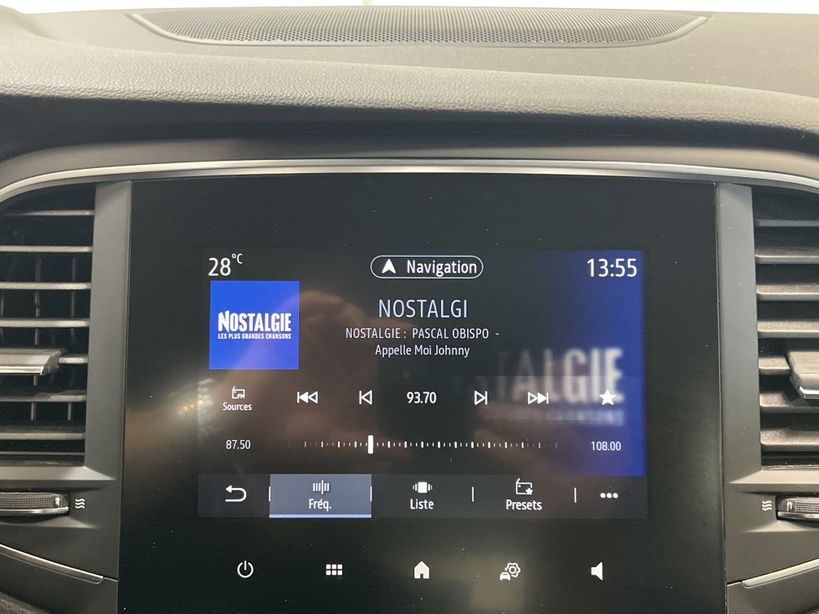 28°C
Navigation
13:55
NOSTALGIE
LES PLUS GRANDES CHANSONS
NOSTALGI
NOSTALGIE : PASCAL OBISPO -
Appelle Moi Johnny
TALGIE
Sources
93.70
87.50
108.00
Fréq.
Liste
Presets